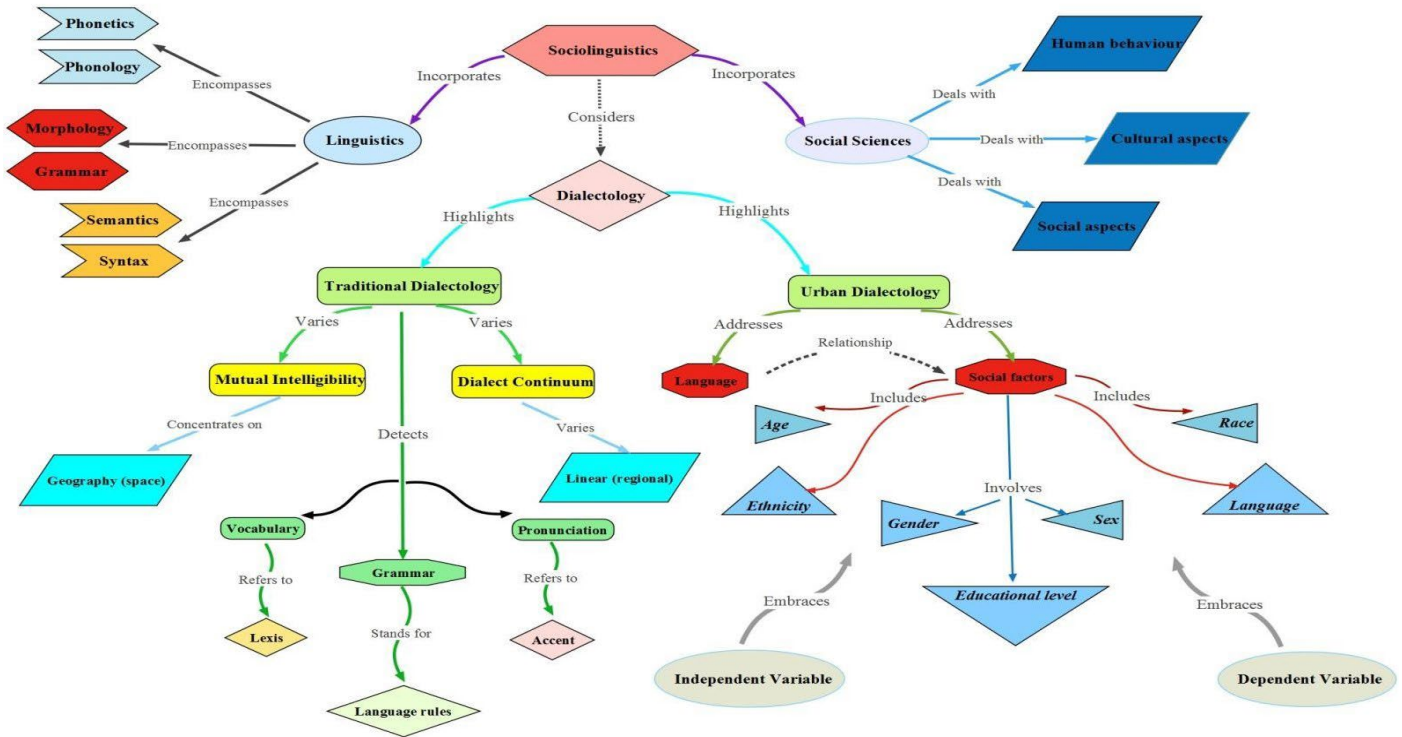 Phonetics
Sociolinguistics
Human behaviour
Phonology
Incorporates
Incorporates
Encompasses
Deals with
Considers
Morphology
Encompasses
Linguistics
Social Sciences
Deals with
Cultural aspects
Grammar
Encompasses
Deals with
Dialectology
Semantics
Highlights
Highlights
Social aspects
Syntax
Traditional Dialectology
Urban Dialectology
Varies
Varies
Addresses
Addresses
Relationship
Mutual Intelligibility
Dialect Continuum
Language
Social factors
Includes
Includes
Concentrates on
Detects
Varies
Age
Race
Geography (space)
Linear (regional)
Involves
Ethnicity
Language
Vocabulary
Pronunciation
Gender
Sex
Grammar
Refers to
Refers to
Educational level
Embraces
Embraces
Lexis
Stands for
Accent
Independent Variable
Dependent Variable
Language rules